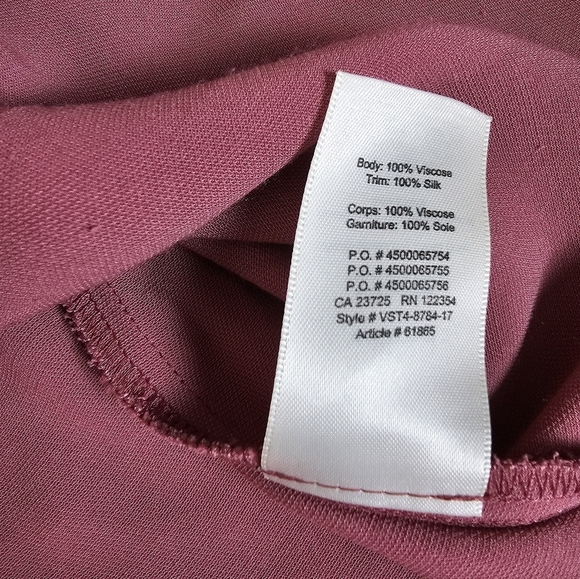 Body: 100% Viscose
Trim: 100% Silk
Corps: 100% Viscose
Garniture: 100% Soie
P.O. # 4500065754
P.O. # 4500065755
P.O. # 4500065756
CA 23725 RN 122354
Style # VST4-8784-17
Article # 61865